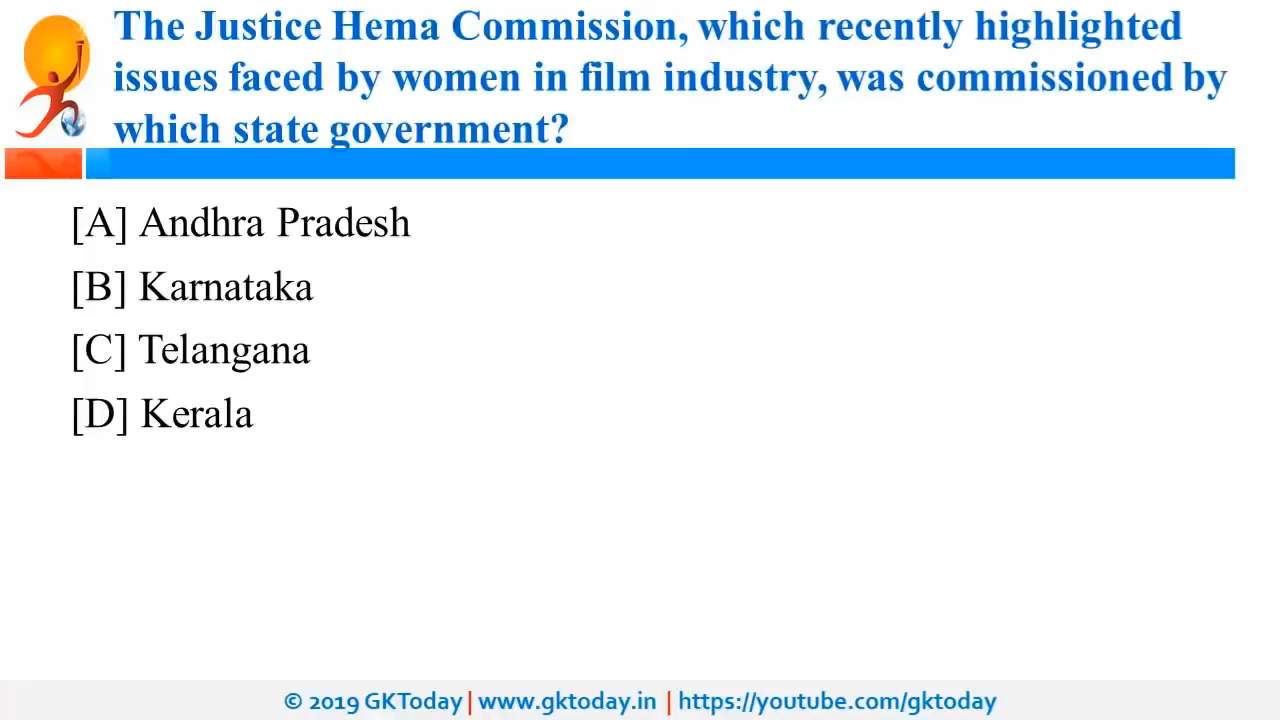 The Justice Hema Commission, which recently highlighted
issues faced by women in film industry, was commissioned by
which state government?
[A] Andhra Pradesh
[B] Karnataka
[C] Telangana
[D] Kerala
© 2019 GKToday | www.gktoday.in | https://youtube.com/gktoday